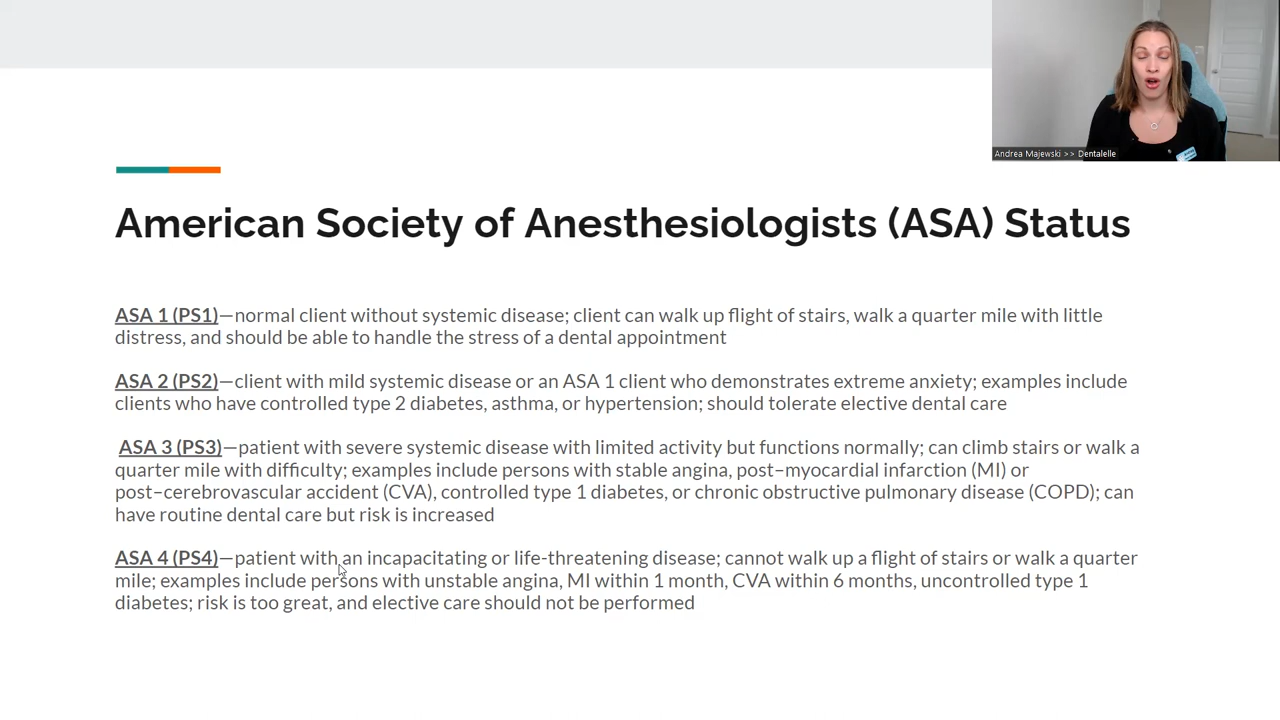 Andrea Majewski >> Dentalelle
American Society of Anesthesiologists (ASA) Status
ASA 1 (PS1)—normal client without systemic disease; client can walk up flight of stairs, walk a quarter mile with little
distress, and should be able to handle the stress of a dental appointment
ASA 2 (PS2)—client with mild systemic disease or an ASA 1 client who demonstrates extreme anxiety; examples include
clients who have controlled type 2 diabetes, asthma, or hypertension; should tolerate elective dental care
ASA 3 (PS3)—patient with severe systemic disease with limited activity but functions normally; can climb stairs or walk a
quarter mile with difficulty; examples include persons with stable angina, post–myocardial infarction (MI) or
post–cerebrovascular accident (CVA), controlled type 1 diabetes, or chronic obstructive pulmonary disease (COPD); can
have routine dental care but risk is increased
ASA 4 (PS4)—patient with an incapacitating or life-threatening disease; cannot walk up a flight of stairs or walk a quarter
mile; examples include persons with unstable angina, MI within 1 month, CVA within 6 months, uncontrolled type 1
diabetes; risk is too great, and elective care should not be performed